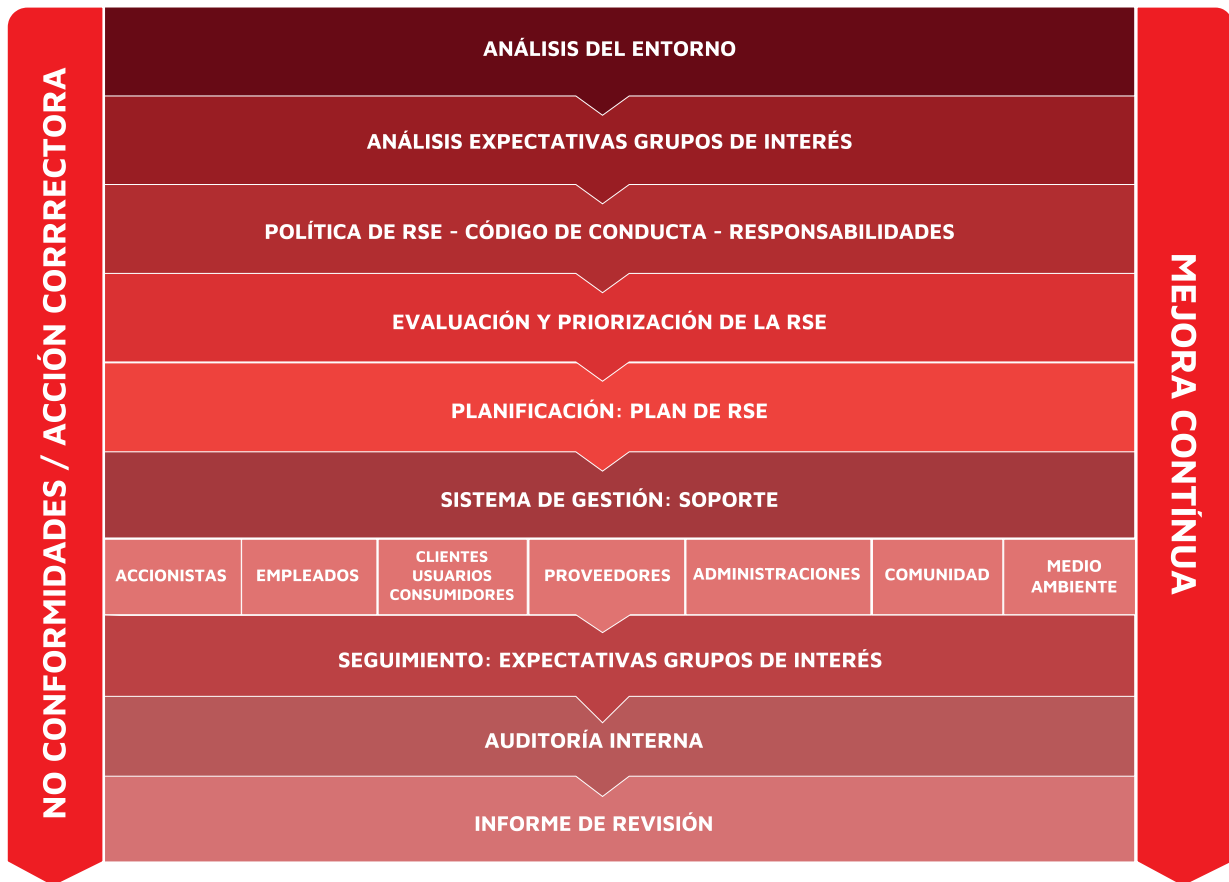 NO CONFORMIDADES / ACCIÓN CORRRECTORA
ANÁLISIS DEL ENTORNO
ANÁLISIS EXPECTATIVAS GRUPOS DE INTERÉS
POLÍTICA DE RSE - CÓDIGO DE CONDUCTA - RESPONSABILIDADES
EVALUACIÓN Y PRIORIZACIÓN DE LA RSE
PLANIFICACIÓN: PLAN DE RSE
SISTEMA DE GESTIÓN: SOPORTE
ACCIONISTAS
EMPLEADOS
CLIENTES
USUARIOS
CONSUMIDORES
PROVEEDORES
ADMINISTRACIONES
COMUNIDAD
MEDIO
AMBIENTE
SEGUIMIENTO: EXPECTATIVAS GRUPOS DE INTERÉS
AUDITORÍA INTERNA
INFORME DE REVISIÓN
MEJORA CONTÍNUA